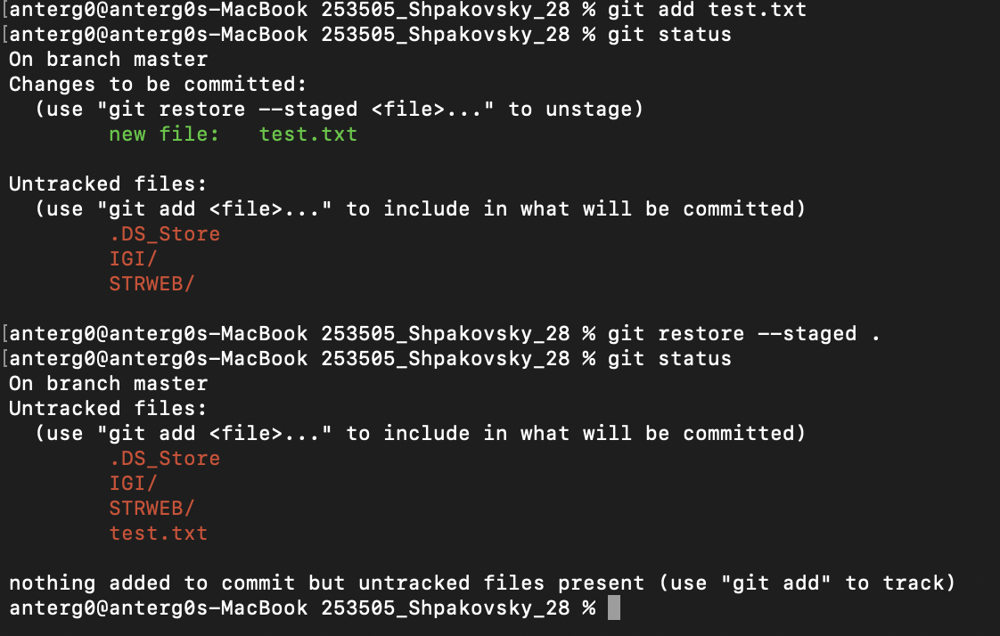 [anterg0@anterg0s-MacBook 253505_Shpakovsky_28 % git add test.txt
[anterg0@anterg0s-MacBook 253505_Shpakovsky_28 % git status
On branch master
Changes to be committed:
  (use "git restore --staged <file>..." to unstage)
        new file:   test.txt

Untracked files:
  (use "git add <file>..." to include in what will be committed)
        .DS_Store
        IGI/
        STRWEB/

[anterg0@anterg0s-MacBook 253505_Shpakovsky_28 % git restore --staged .
[anterg0@anterg0s-MacBook 253505_Shpakovsky_28 % git status
On branch master
Untracked files:
  (use "git add <file>..." to include in what will be committed)
        .DS_Store
        IGI/
        STRWEB/
        test.txt

nothing added to commit but untracked files present (use "git add" to track)
anterg0@anterg0s-MacBook 253505_Shpakovsky_28 %